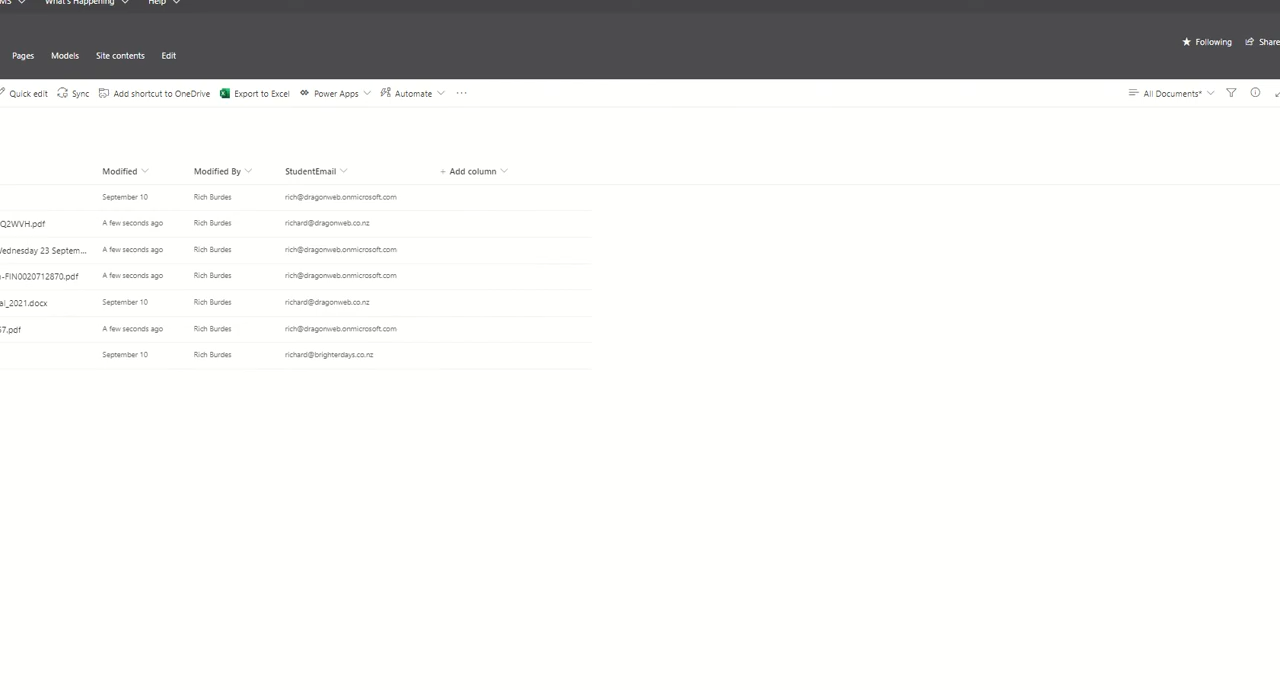 MS What's Happening Help
Following Share
Pages Models Site contents Edit
Quick edit Sync Add shortcut to OneDrive Export to Excel Power Apps Automate ··· All Documents*
Modified Modified By StudentEmail + Add column
September 10 Rich Burdes rich@dragonweb.onmicrosoft.com
Q2WVH.pdf A few seconds ago Rich Burdes richard@dragonweb.co.nz
Wednesday 23 Septem... A few seconds ago Rich Burdes rich@dragonweb.onmicrosoft.com
-FIN0020712870.pdf A few seconds ago Rich Burdes rich@dragonweb.onmicrosoft.com
al_2021.docx September 10 Rich Burdes richard@dragonweb.co.nz
67.pdf A few seconds ago Rich Burdes rich@dragonweb.onmicrosoft.com
September 10 Rich Burdes richard@brighterdays.co.nz